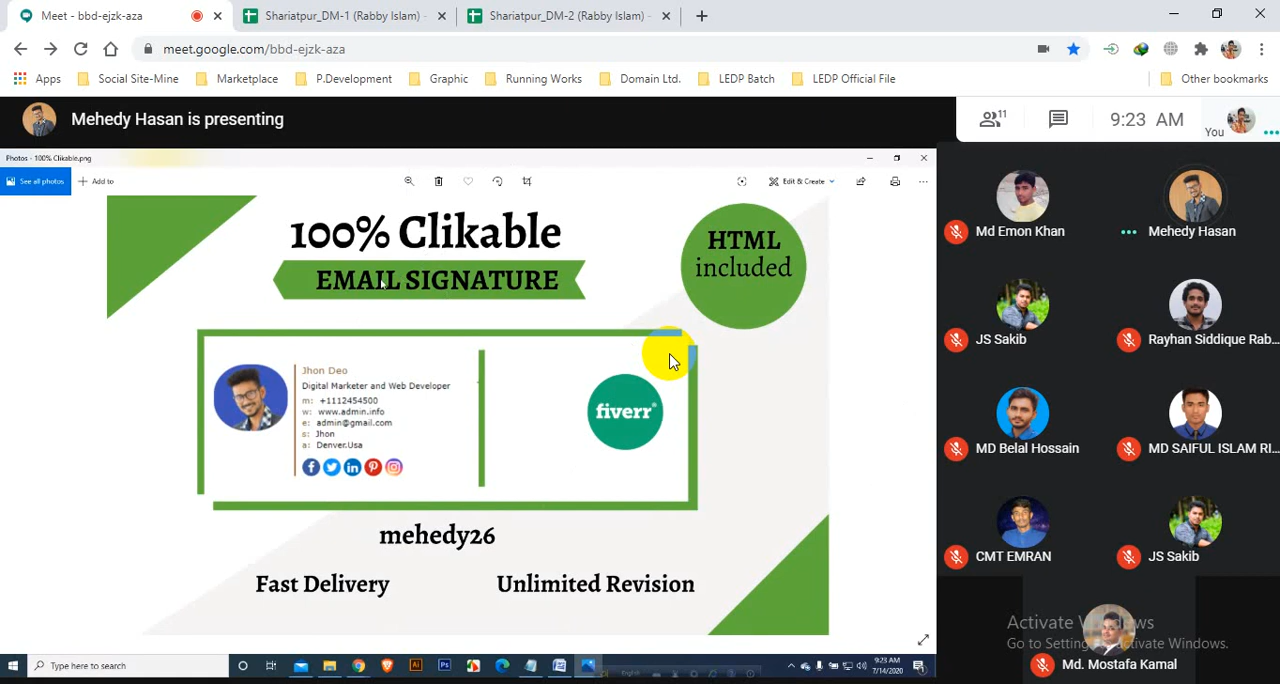 Meet - bbd-ejzk-aza
Shariatpur_DM-1 (Rabby Islam) -
Shariatpur_DM-2 (Rabby Islam) -
meet.google.com/bbd-ejzk-aza
Apps
Social Site-Mine
Marketplace
P.Development
Graphic
Running Works
Domain Ltd.
LEDP Batch
LEDP Official File
Other bookmarks
Mehedy Hasan is presenting
11
9:23 AM
You
Photos - 100% Clikable.png
See all photos
Add to
Edit & Create
100% Clikable
EMAIL SIGNATURE
HTML
included
Jhon Deo
Digital Marketer and Web Developer
m: +1112454500
w: www.admin.info
e: admin@gmail.com
s: Jhon
a: Denver.Usa
fiverr
mehedy26
Fast Delivery
Unlimited Revision
Md Emon Khan
Mehedy Hasan
JS Sakib
Rayhan Siddique Rab...
MD Belal Hossain
MD SAIFUL ISLAM RI...
CMT EMRAN
JS Sakib
Md. Mostafa Kamal
Activate Windows
Go to Settings to activate Windows.
Type here to search
English
9:23 AM
7/14/2020